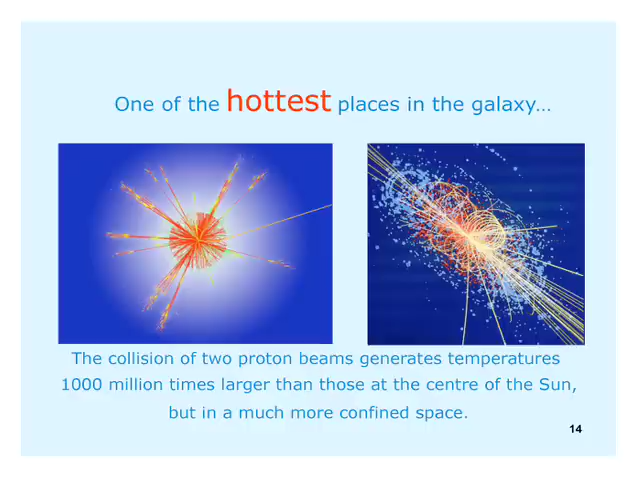 One of the hottest places in the galaxy…
The collision of two proton beams generates temperatures
1000 million times larger than those at the centre of the Sun,
but in a much more confined space.
14